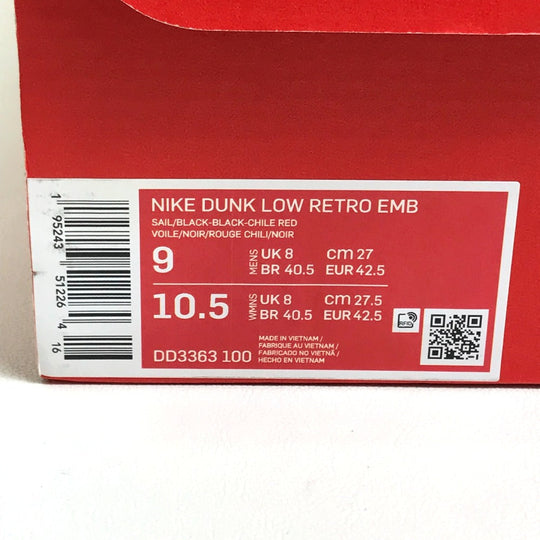 NIKE DUNK LOW RETRO EMB
SAIL/BLACK-BLACK-CHILE RED
VOILE/NOIR/ROUGE CHILI/NOIR
9 MENS UK 8 cm 27
BR 40.5 EUR 42.5
10.5 WMNS UK 8 cm 27.5
BR 40.5 EUR 42.5
DD3363 100
MADE IN VIETNAM /
FABRIQUE AU VIETNAM /
FABRICADO NO VIETNÃ /
HECHO EN VIETNAM
RFID
1 95243 51226 4 16